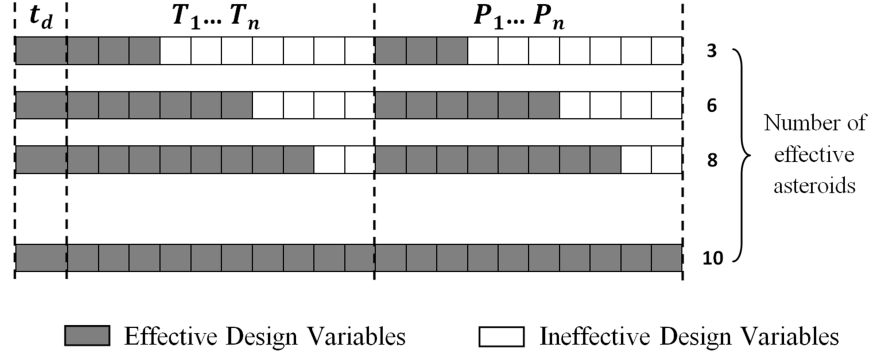 t_d T_1... T_n P_1... P_n
3
6
8
10
Number of
effective
asteroids
Effective Design Variables Ineffective Design Variables